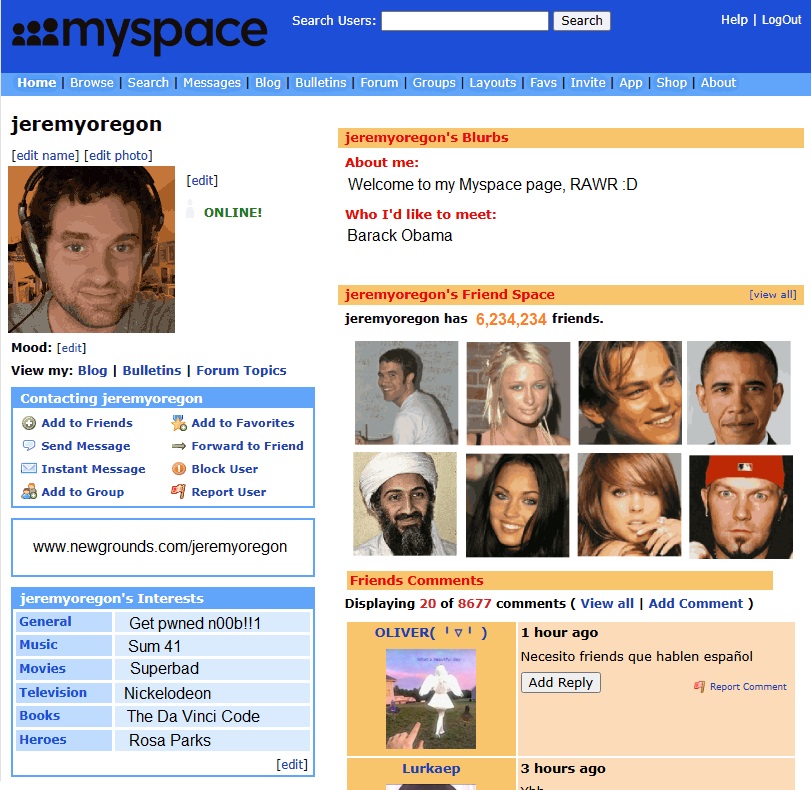 myspace
Search Users: Search
Help | LogOut
Home | Browse | Search | Messages | Blog | Bulletins | Forum | Groups | Layouts | Favs | Invite | App | Shop | About
jeremyoregon
[edit name] [edit photo]
[edit]
ONLINE!
Mood: [edit]
View my: Blog | Bulletins | Forum Topics
Contacting jeremyoregon
Add to Friends Add to Favorites
Send Message Forward to Friend
Instant Message Block User
Add to Group Report User
www.newgrounds.com/jeremyoregon
jeremyoregon's Interests
General Get pwned n00b!!1
Music Sum 41
Movies Superbad
Television Nickelodeon
Books The Da Vinci Code
Heroes Rosa Parks
[edit]
jeremyoregon's Blurbs
About me:
Welcome to my Myspace page, RAWR :D
Who I'd like to meet:
Barack Obama
jeremyoregon's Friend Space [view all]
jeremyoregon has 6,234,234 friends.
Friends Comments
Displaying 20 of 8677 comments ( View all | Add Comment )
OLIVER( ╹▽╹ )
What a beautiful day
1 hour ago
Necesito friends que hablen español
Add Reply
Report Comment
Lurkaep
3 hours ago